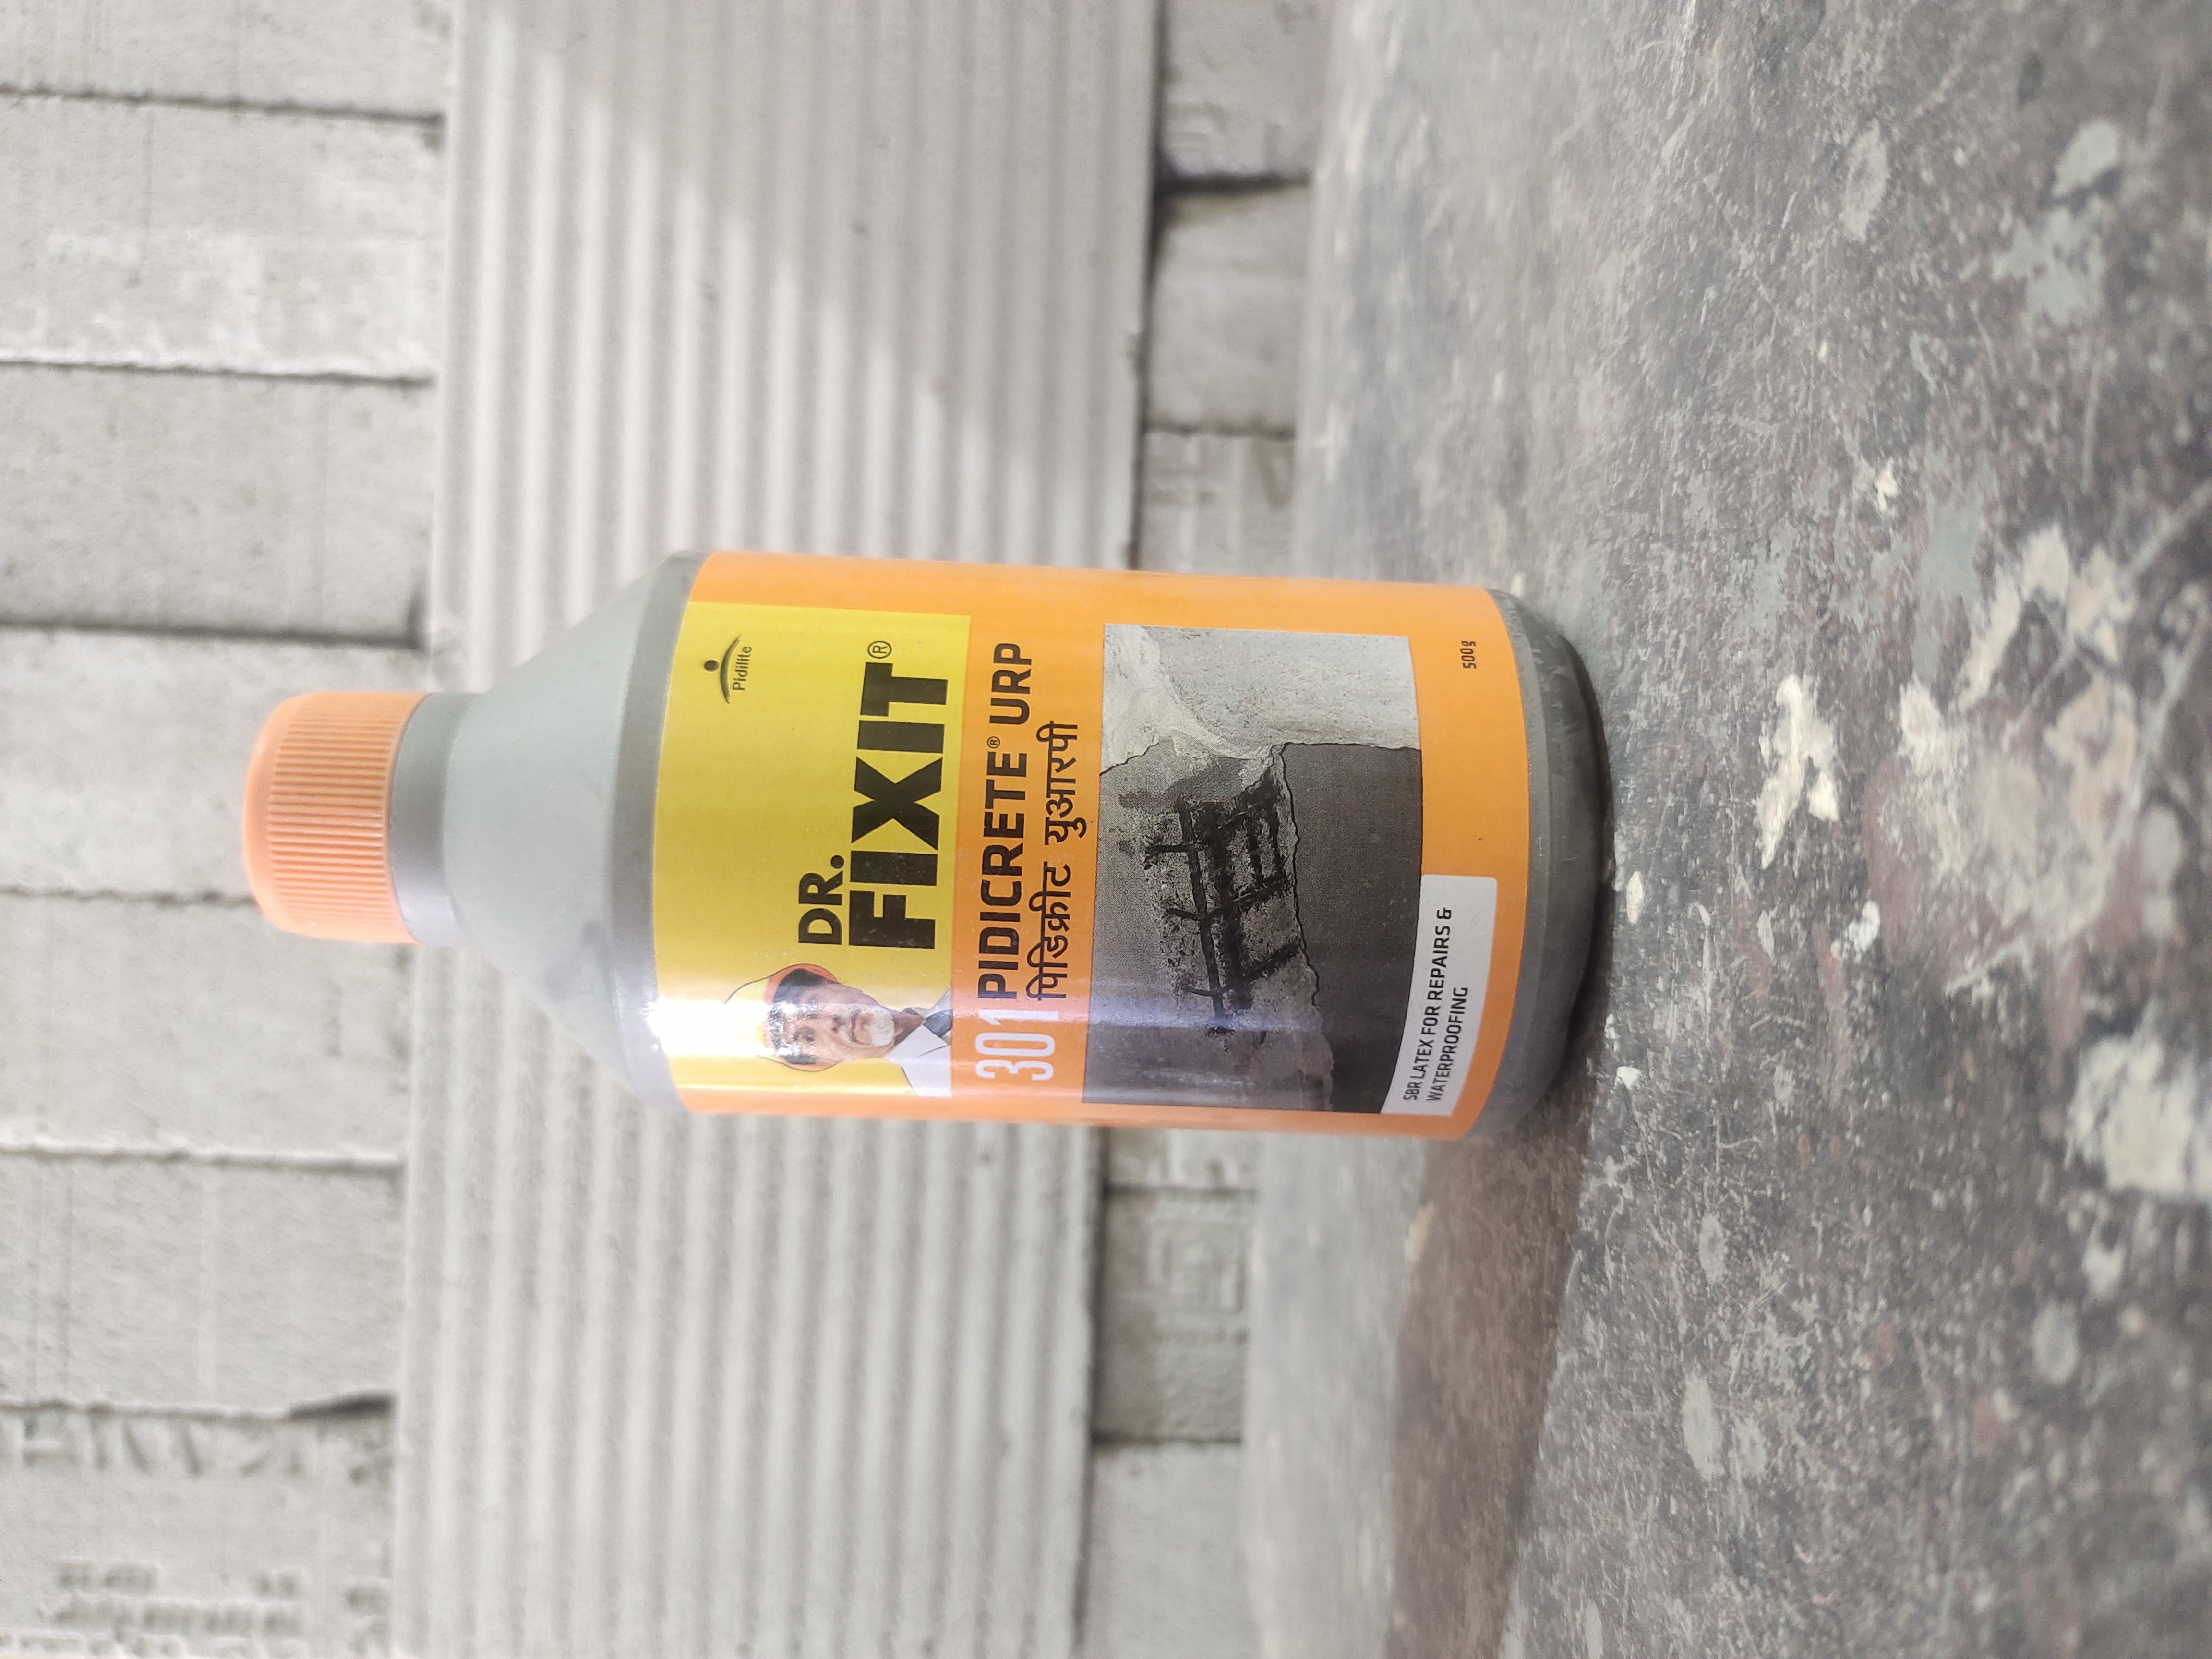 Pidilite
DR.
FIXIT®
301 PIDICRETE® URP
पिडिक्रीट युआरपी
SBR LATEX FOR REPAIRS &
WATERPROOFING
500g